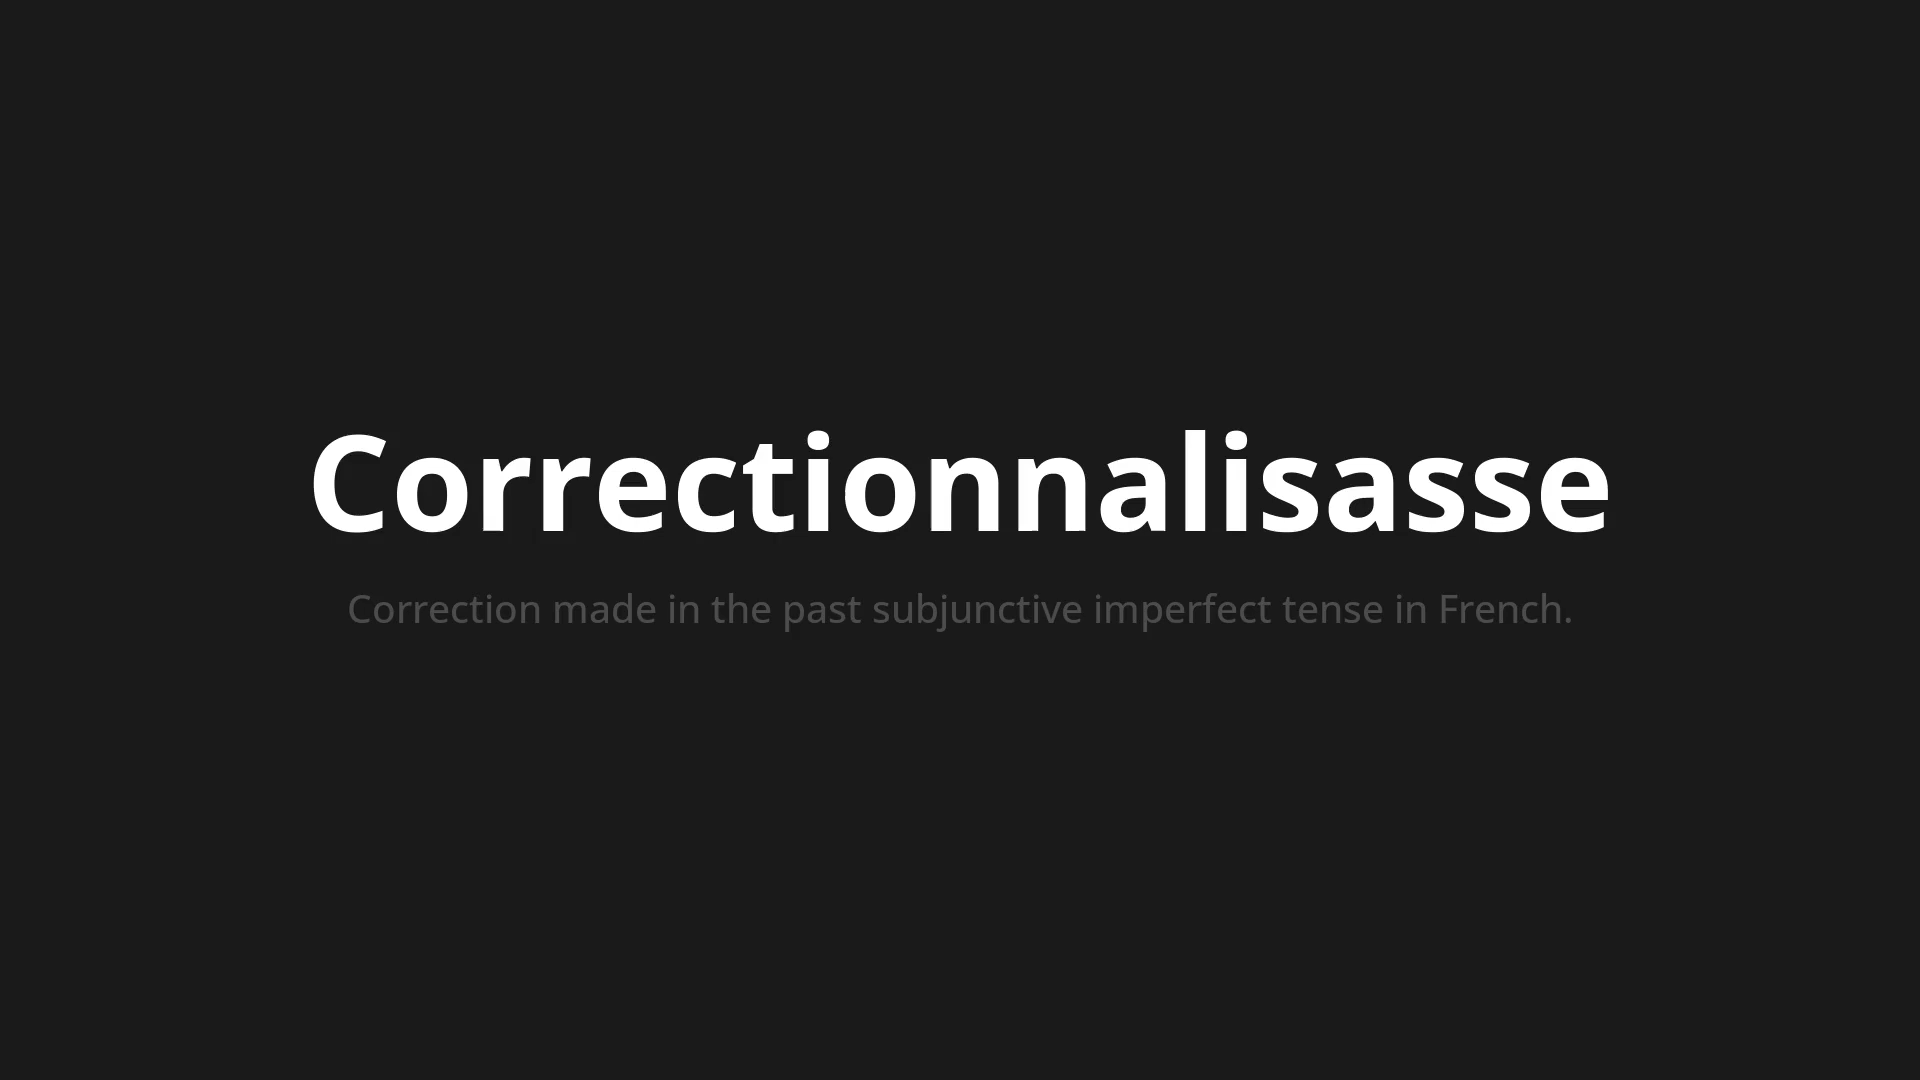 Correctionnalisasse
Correction made in the past subjunctive imperfect tense in French.